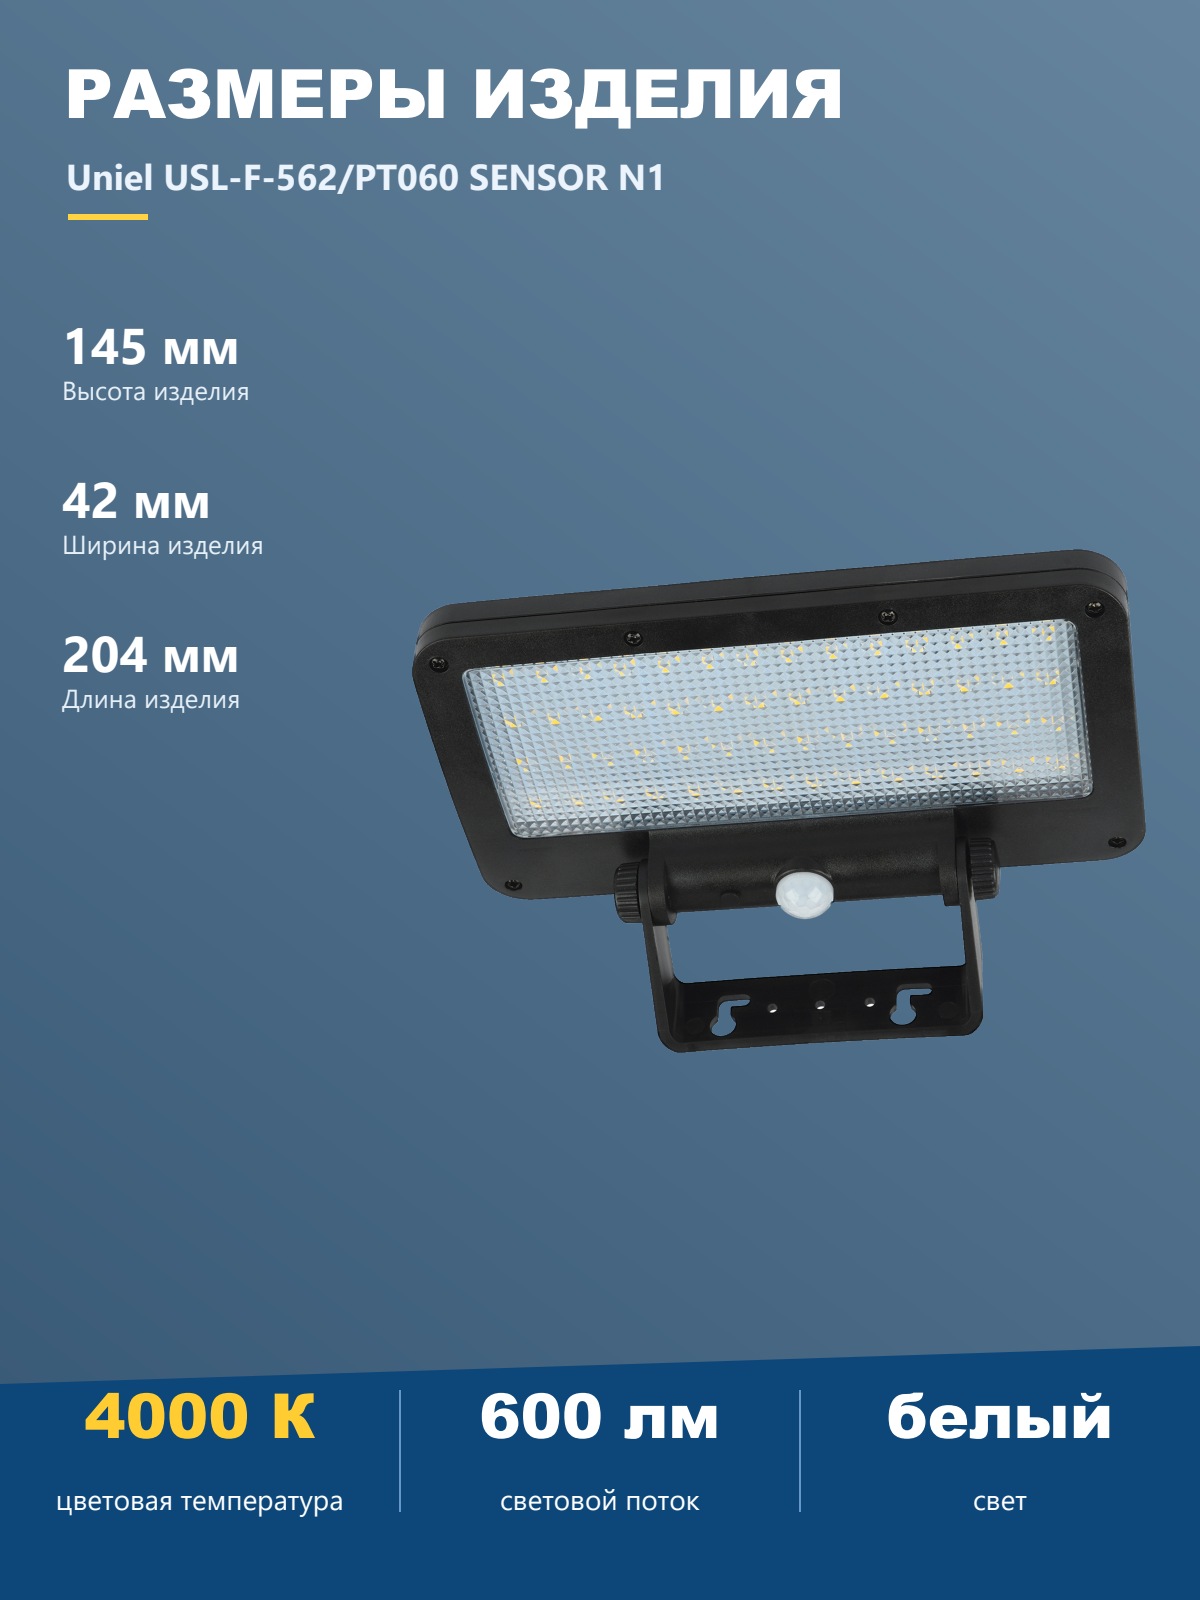 РАЗМЕРЫ ИЗДЕЛИЯ
Uniel USL-F-562/PT060 SENSOR N1
145 мм
Высота изделия
42 мм
Ширина изделия
204 мм
Длина изделия
4000 К
цветовая температура
600 лм
световой поток
белый
свет